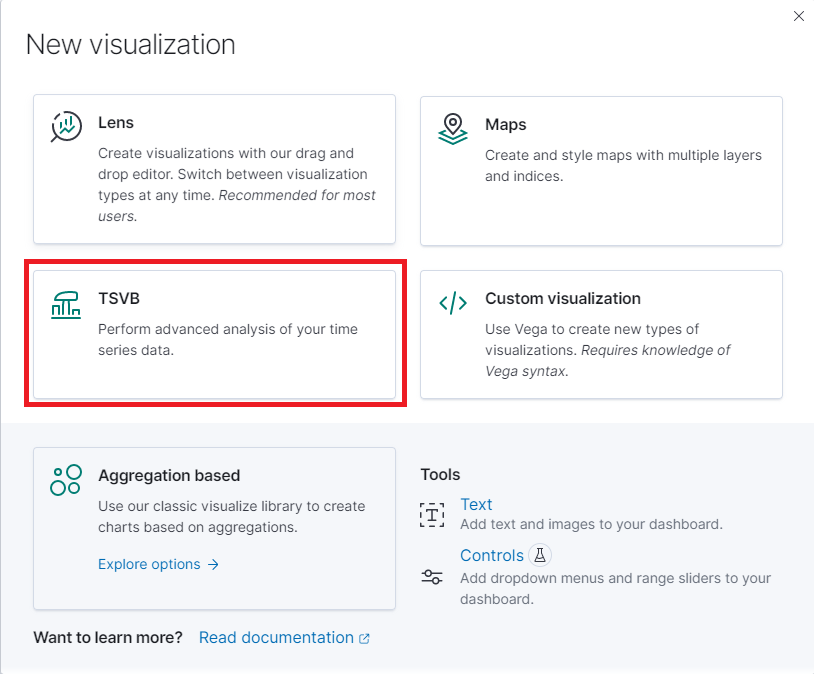 New visualization
Lens
Create visualizations with our drag and
drop editor. Switch between visualization
types at any time. Recommended for most
users.
Maps
Create and style maps with multiple layers
and indices.
TSVB
Perform advanced analysis of your time
series data.
Custom visualization
Use Vega to create new types of
visualizations. Requires knowledge of
Vega syntax.
Aggregation based
Use our classic visualize library to create
charts based on aggregations.
Explore options
Tools
Text
Add text and images to your dashboard.
Controls
Add dropdown menus and range sliders to your
dashboard.
Want to learn more? Read documentation